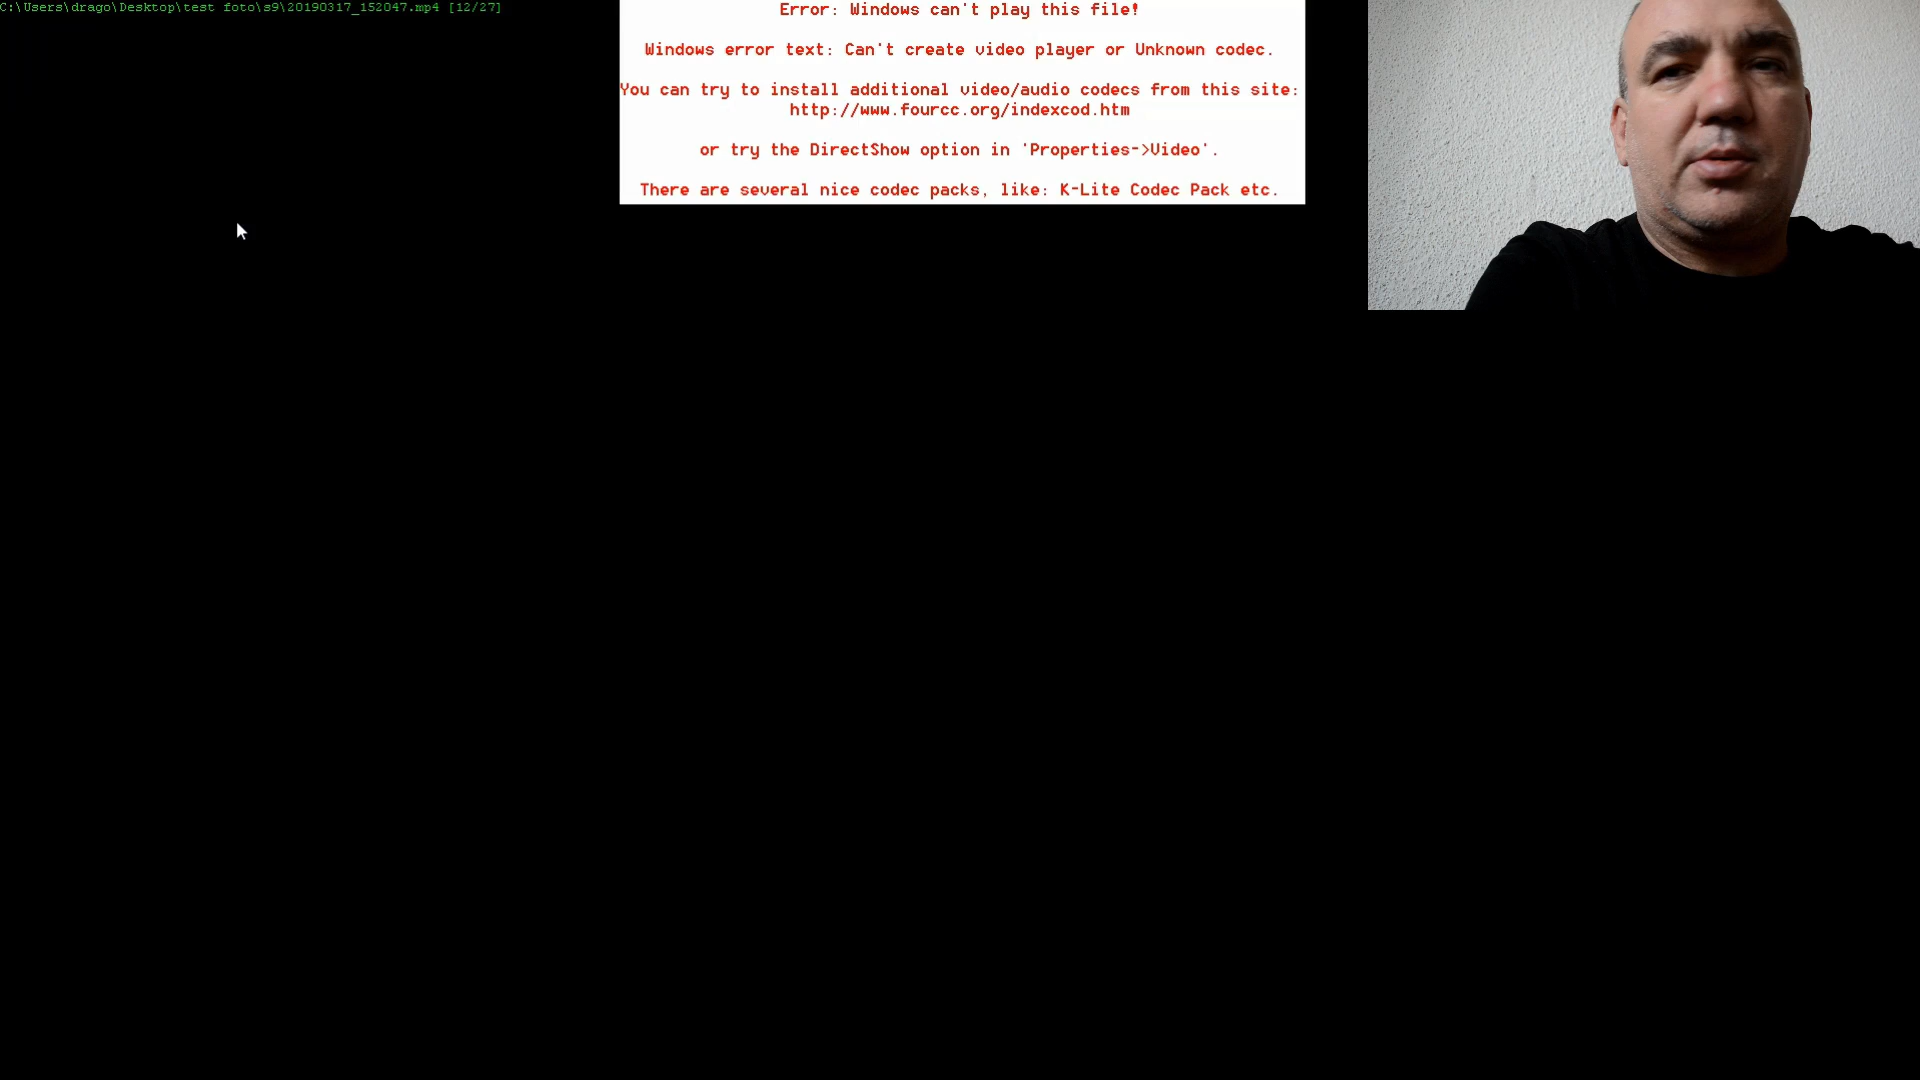 C:\Users\drago\Desktop\test foto\s9\20190317_152047.mp4 [12/27]
Error: Windows can't play this file!
Windows error text: Can't create video player or Unknown codec.
You can try to install additional video/audio codecs from this site:
http://www.fourcc.org/indexcod.htm
or try the DirectShow option in 'Properties->Video'.
There are several nice codec packs, like: K-Lite Codec Pack etc.